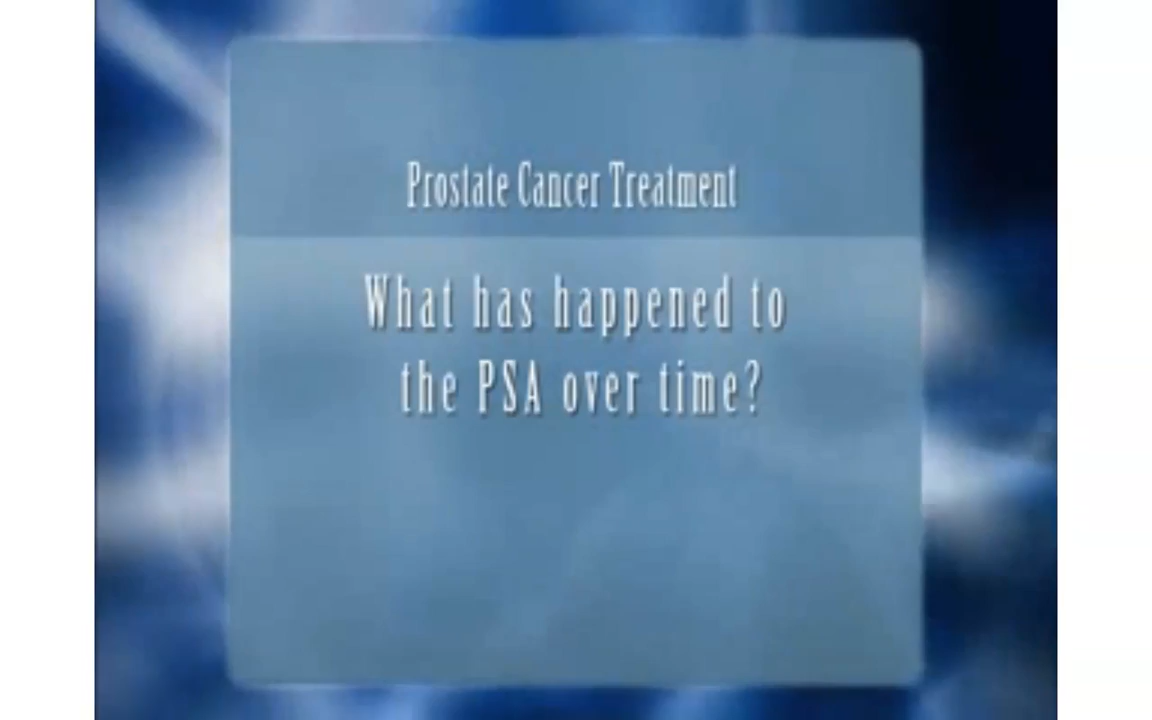 Prostate Cancer Treatment
What has happened to
the PSA over time?